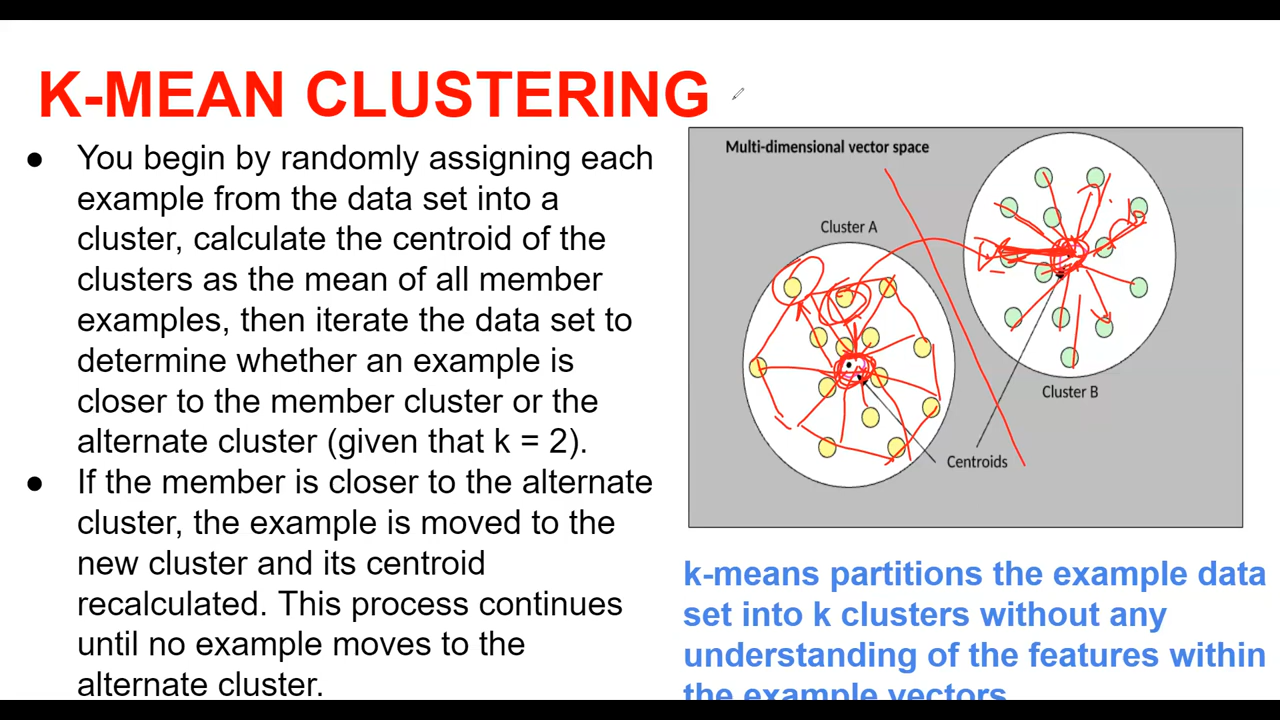 K-MEAN CLUSTERING
● You begin by randomly assigning each
example from the data set into a
cluster, calculate the centroid of the
clusters as the mean of all member
examples, then iterate the data set to
determine whether an example is
closer to the member cluster or the
alternate cluster (given that k = 2).
● If the member is closer to the alternate
cluster, the example is moved to the
new cluster and its centroid
recalculated. This process continues
until no example moves to the
alternate cluster.
Multi-dimensional vector space
Cluster A
Cluster B
Centroids
k-means partitions the example data
set into k clusters without any
understanding of the features within
the example vectors